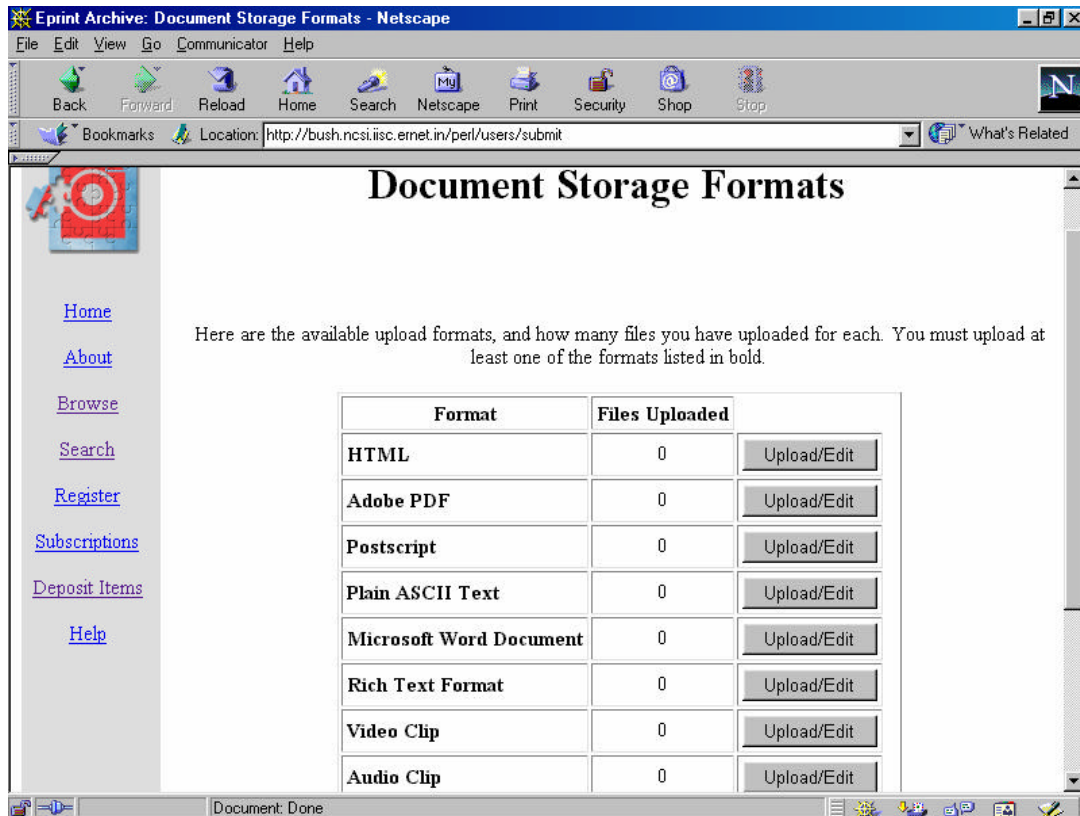 Eprint Archive: Document Storage Formats - Netscape
File Edit View Go Communicator Help
Back Forward Reload Home Search Netscape Print Security Shop Stop
My
N
Bookmarks Location: http://bush.ncsi.iisc.ernet.in/perl/users/submit What's Related
Document Storage Formats
Home
About
Browse
Search
Register
Subscriptions
Deposit Items
Help
Here are the available upload formats, and how many files you have uploaded for each. You must upload at
least one of the formats listed in bold.
Format Files Uploaded
HTML 0 Upload/Edit
Adobe PDF 0 Upload/Edit
Postscript 0 Upload/Edit
Plain ASCII Text 0 Upload/Edit
Microsoft Word Document 0 Upload/Edit
Rich Text Format 0 Upload/Edit
Video Clip 0 Upload/Edit
Audio Clip 0 Upload/Edit
Document: Done